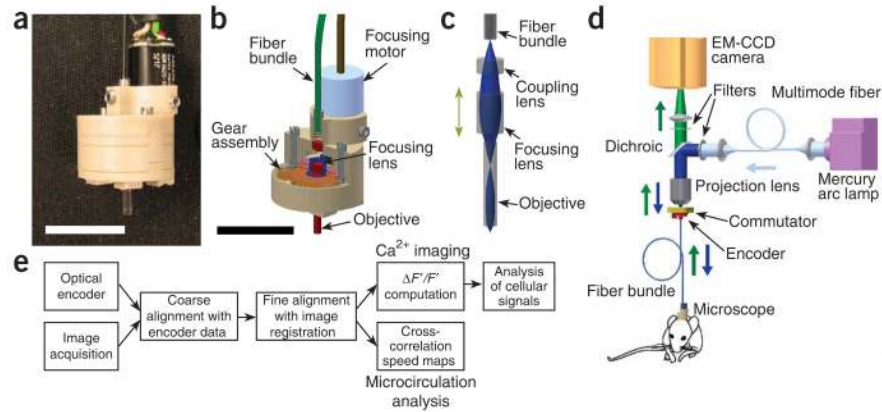 a
b
c
d
Fiber
bundle
Focusing
motor
Gear
assembly
Focusing
lens
Objective
Fiber
bundle
Coupling
lens
Focusing
lens
Objective
EM-CCD
camera
Filters
Multimode fiber
Dichroic
Projection lens
Mercury
arc lamp
Commutator
Encoder
Fiber bundle
Microscope
e
Optical
encoder
Image
acquisition
Coarse
alignment with
encoder data
Fine alignment
with image
registration
Ca2+ imaging
ΔF′/F′
computation
Analysis
of cellular
signals
Cross-
correlation
speed maps
Microcirculation
analysis